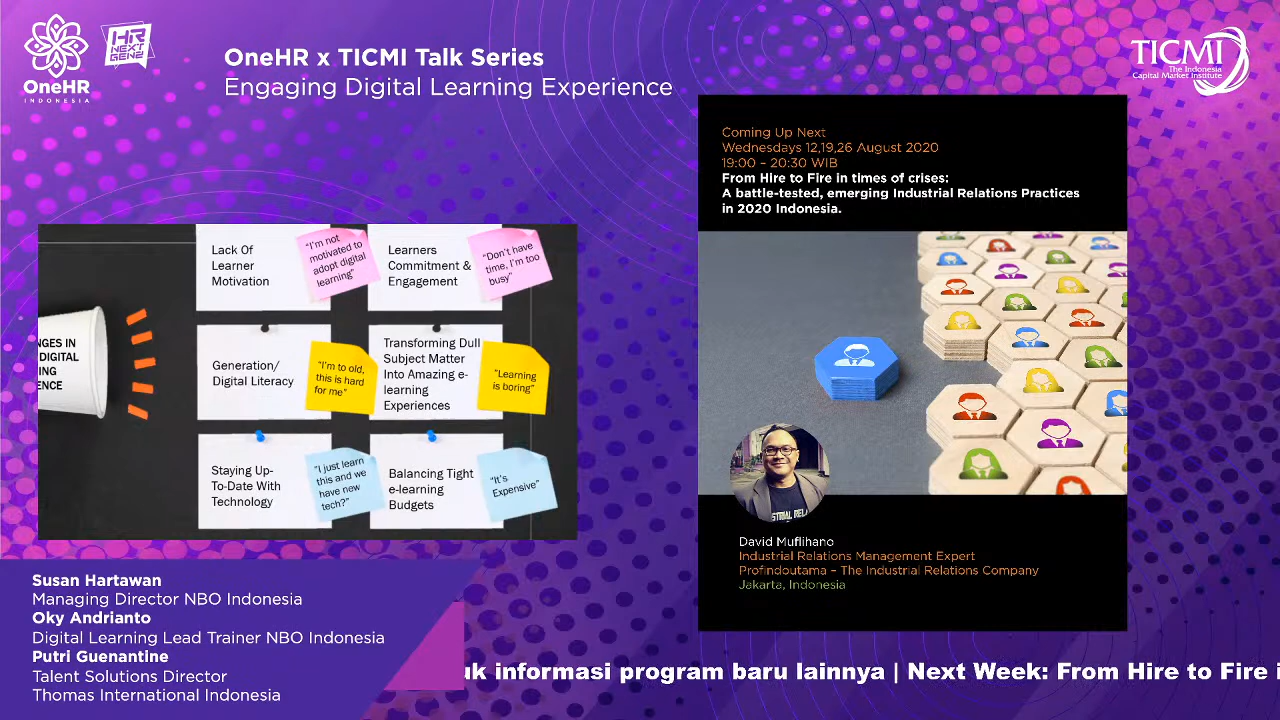 OneHR
INDONESIA
HR
NEXT
GEN2
OneHR x TICMI Talk Series
Engaging Digital Learning Experience
TICMI
The Indonesia
Capital Market Institute
Coming Up Next
Wednesdays 12,19,26 August 2020
19:00 – 20:30 WIB
From Hire to Fire in times of crises:
A battle-tested, emerging Industrial Relations Practices
in 2020 Indonesia.
NGES IN
DIGITAL
ING
ENCE
Lack Of
Learner
Motivation
"I'm not
motivated to
adopt digital
learning"
Learners
Commitment &
Engagement
"Don't have
time, I'm too
busy"
Generation/
Digital Literacy
"I'm to old,
this is hard
for me"
Transforming Dull
Subject Matter
Into Amazing e-
learning
Experiences
"Learning
is boring"
Staying Up-
To-Date With
Technology
"I just learn
this and we
have new
tech?"
Balancing Tight
e-learning
Budgets
"It's
Expensive"
David Muflihano
Industrial Relations Management Expert
Profindoutama – The Industrial Relations Company
Jakarta, Indonesia
Susan Hartawan
Managing Director NBO Indonesia
Oky Andrianto
Digital Learning Lead Trainer NBO Indonesia
Putri Guenantine
Talent Solutions Director
Thomas International Indonesia
uk informasi program baru lainnya | Next Week: From Hire to Fire i